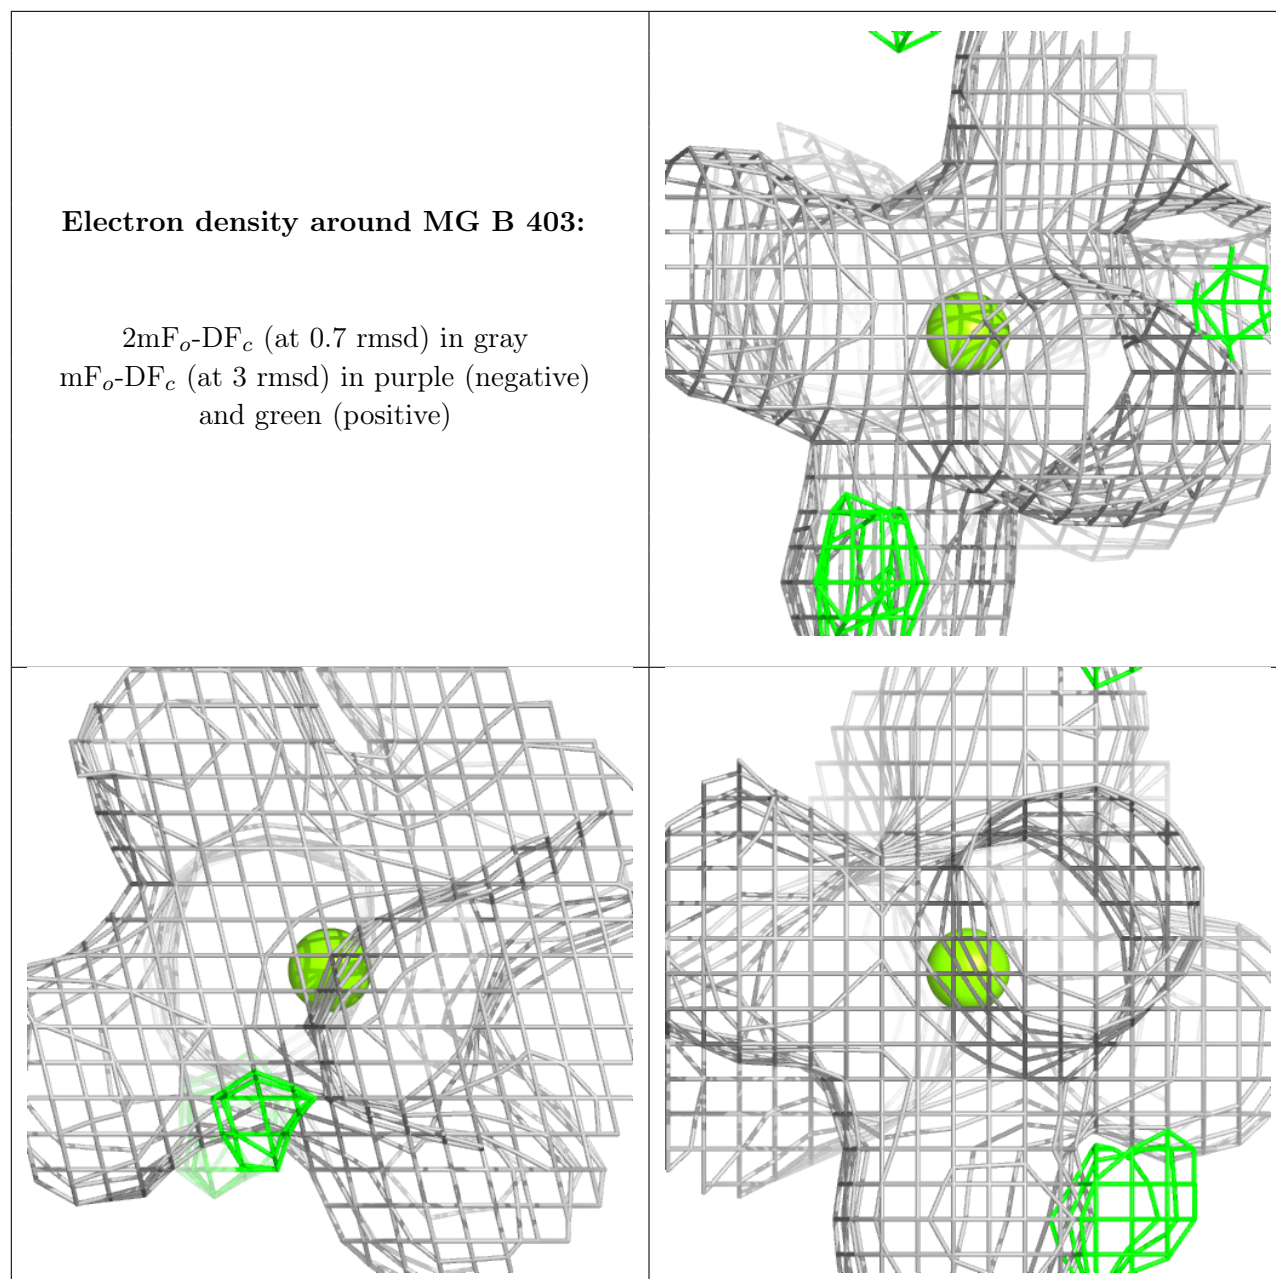 Electron density around MG B 403:
2mFo-DFc (at 0.7 rmsd) in gray
mFo-DFc (at 3 rmsd) in purple (negative)
and green (positive)